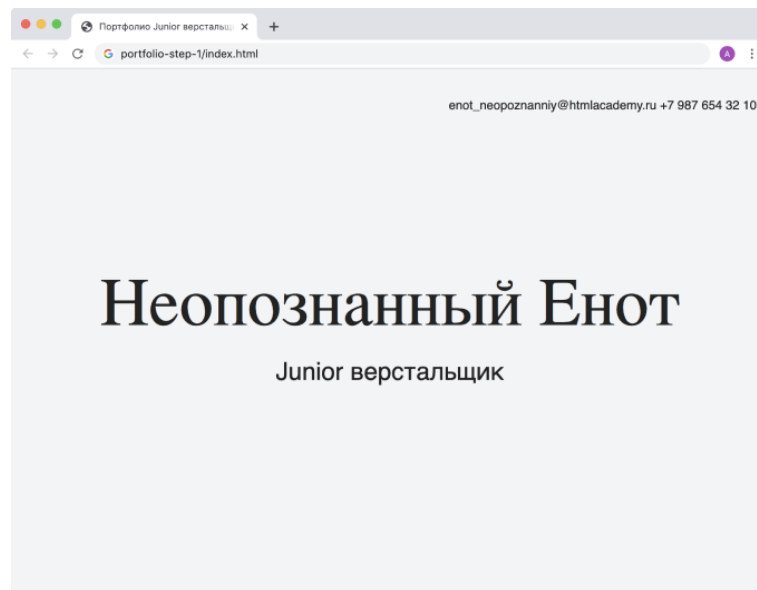 Портфолио Junior верстальщ
portfolio-step-1/index.html
A
enot_neopoznanniy@htmlacademy.ru +7 987 654 32 10
Неопознанный Енот
Junior верстальщик